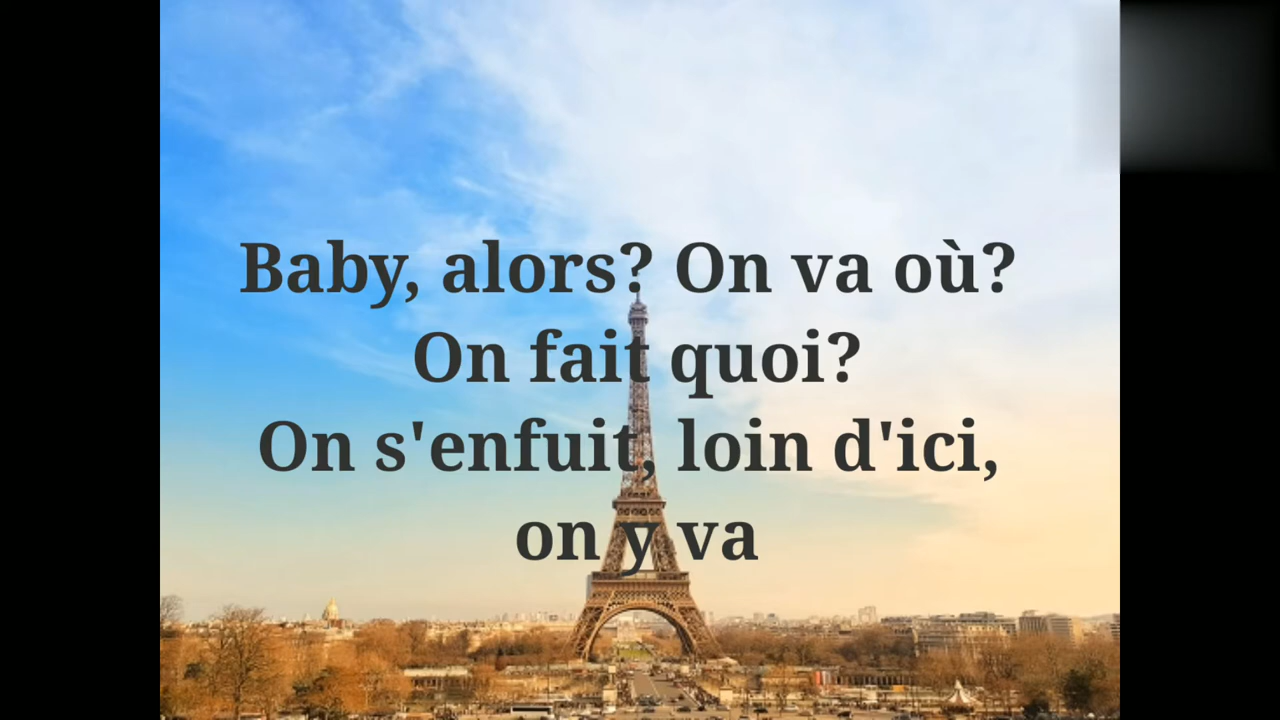 Baby, alors? On va où?
On fait quoi?
On s'enfuit, loin d'ici,
on y va